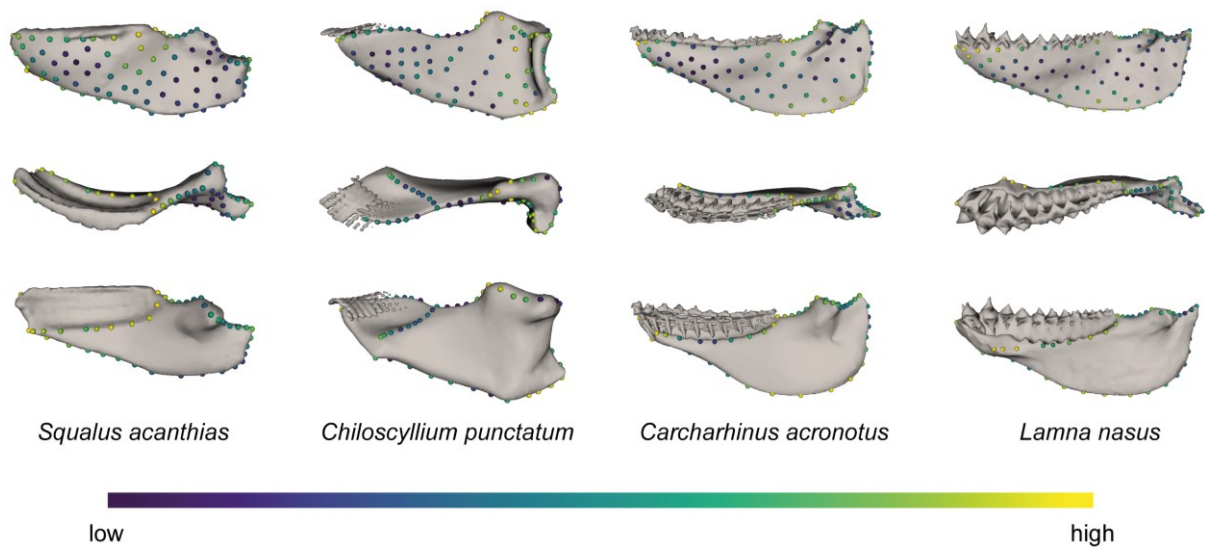 Squalus acanthias
Chiloscyllium punctatum
Carcharhinus acronotus
Lamna nasus
low
high